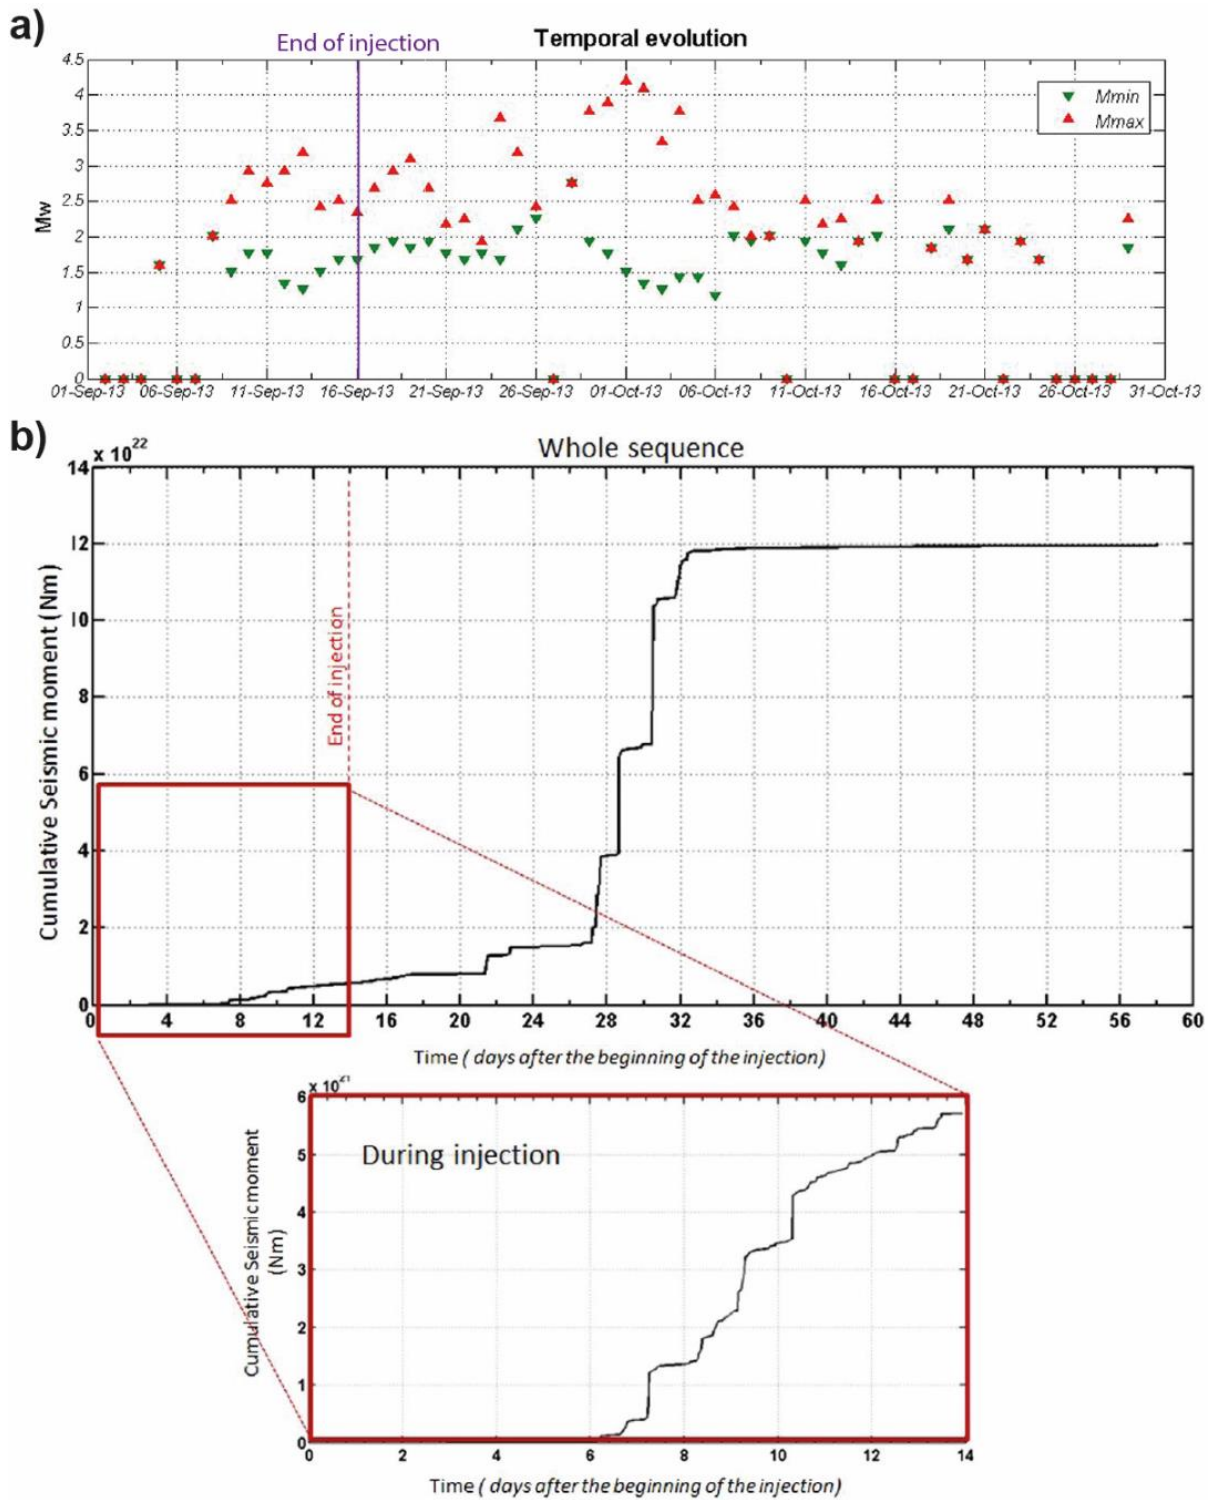 a)
End of injection
Temporal evolution
4.5
4
3.5
3
2.5
2
1.5
1
0.5
0
Mw
Mmin
Mmax
01-Sep-13 06-Sep-13 11-Sep-13 16-Sep-13 21-Sep-13 26-Sep-13 01-Oct-13 06-Oct-13 11-Oct-13 16-Oct-13 21-Oct-13 26-Oct-13 31-Oct-13
b)
Whole sequence
x 10^22
14
12
10
8
6
4
2
0
Cumulative Seismic moment (Nm)
End of injection
0 4 8 12 16 20 24 28 32 36 40 44 48 52 56 60
Time ( days after the beginning of the injection)
x 10^21
6
5
4
3
2
1
0
During injection
Cumulative Seismic moment
(Nm)
0 2 4 6 8 10 12 14
Time ( days after the beginning of the injection)